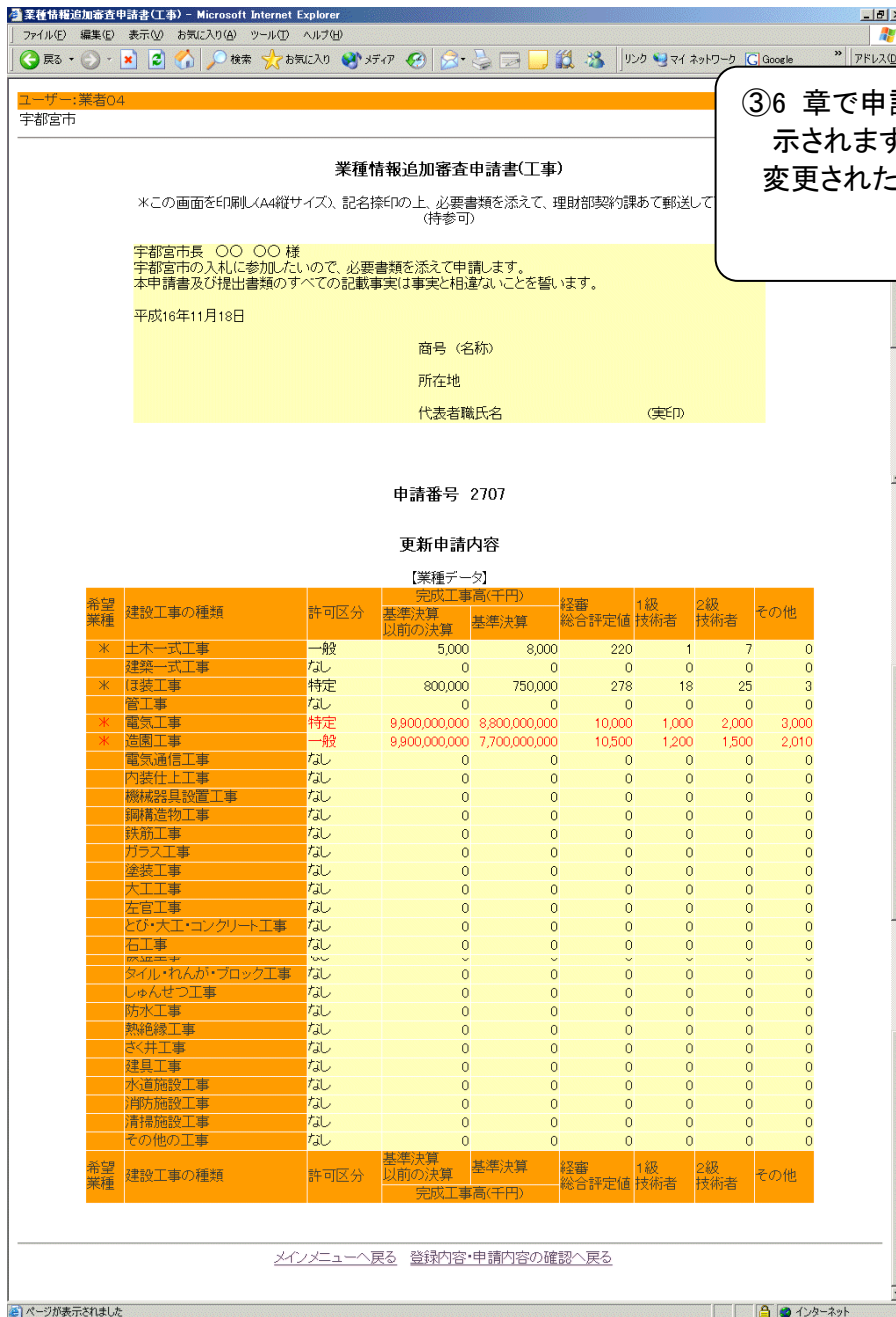 業種情報追加審査申請書(工事) - Microsoft Internet Explorer
ファイル(F) 編集(E) 表示(V) お気に入り(A) ツール(T) ヘルプ(H)
戻る 検索 お気に入り メディア リンク マイ ネットワーク Google » アドレス(D
ユーザー:業者04
宇都宮市
③6 章で申
示されます
変更された
業種情報追加審査申請書(工事)
*この画面を印刷し(A4縦サイズ)、記名捺印の上、必要書類を添えて、理財部契約課あて郵送して
(持参可)
宇都宮市長 〇〇 〇〇 様
宇都宮市の入札に参加したいので、必要書類を添えて申請します。
本申請書及び提出書類のすべての記載事実は事実と相違ないことを誓います。
平成16年11月18日
商号 (名称)
所在地
代表者職氏名 (実印)
申請番号 2707
更新申請内容
【業種データ】
希望業種 建設工事の種類 許可区分 完成工事高(千円) 基準決算以前の決算 基準決算 経審総合評定値 1級技術者 2級技術者 その他
* 土木一式工事 一般 5,000 8,000 220 1 7 0
建築一式工事 なし 0 0 0 0 0 0
* ほ装工事 特定 800,000 750,000 278 18 25 3
管工事 なし 0 0 0 0 0 0
* 電気工事 特定 9,900,000,000 8,800,000,000 10,000 1,000 2,000 3,000
* 造園工事 一般 9,900,000,000 7,700,000,000 10,500 1,200 1,500 2,010
電気通信工事 なし 0 0 0 0 0 0
内装仕上工事 なし 0 0 0 0 0 0
機械器具設置工事 なし 0 0 0 0 0 0
鋼構造物工事 なし 0 0 0 0 0 0
鉄筋工事 なし 0 0 0 0 0 0
ガラス工事 なし 0 0 0 0 0 0
塗装工事 なし 0 0 0 0 0 0
大工工事 なし 0 0 0 0 0 0
左官工事 なし 0 0 0 0 0 0
とび・大工・コンクリート工事 なし 0 0 0 0 0 0
石工事 なし 0 0 0 0 0 0
タイル・れんが・ブロック工事 なし 0 0 0 0 0 0
しゅんせつ工事 なし 0 0 0 0 0 0
防水工事 なし 0 0 0 0 0 0
熱絶縁工事 なし 0 0 0 0 0 0
さく井工事 なし 0 0 0 0 0 0
建具工事 なし 0 0 0 0 0 0
水道施設工事 なし 0 0 0 0 0 0
消防施設工事 なし 0 0 0 0 0 0
清掃施設工事 なし 0 0 0 0 0 0
その他の工事 なし 0 0 0 0 0 0
希望業種 建設工事の種類 許可区分 基準決算以前の決算 基準決算 完成工事高(千円) 経審総合評定値 1級技術者 2級技術者 その他
メインメニューへ戻る 登録内容・申請内容の確認へ戻る
ページが表示されました インターネット